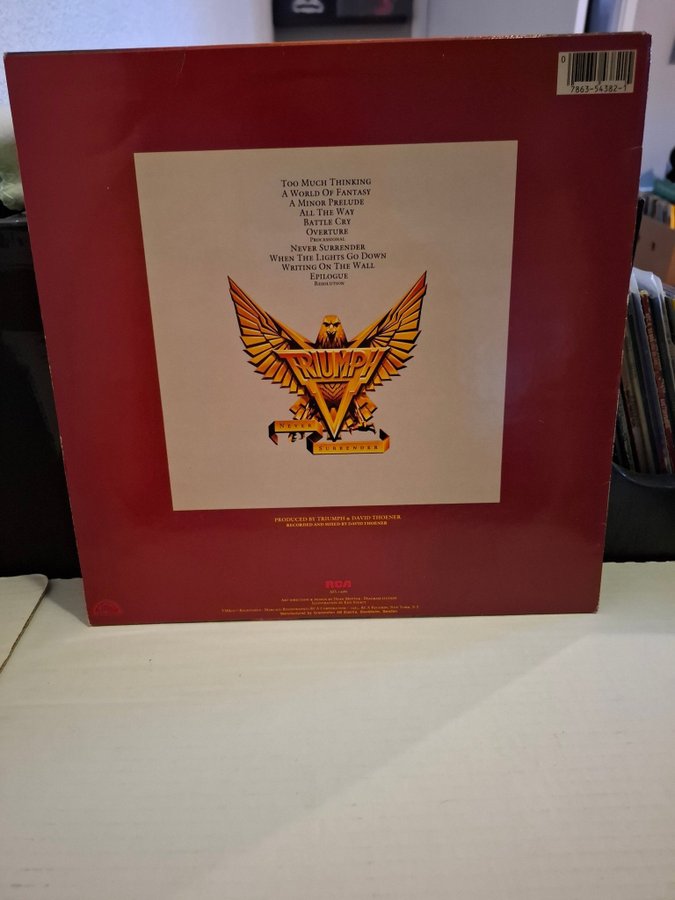 0
7863-54382-1
TOO MUCH THINKING
A WORLD OF FANTASY
A MINOR PRELUDE
ALL THE WAY
BATTLE CRY
OVERTURE
PROCESSIONAL
NEVER SURRENDER
WHEN THE LIGHTS GO DOWN
WRITING ON THE WALL
EPILOGUE
RESOLUTION
TRIUMPH
NEVER
SURRENDER
PRODUCED BY TRIUMPH & DAVID THOENER
RECORDED AND MIXED BY DAVID THOENER
RCA